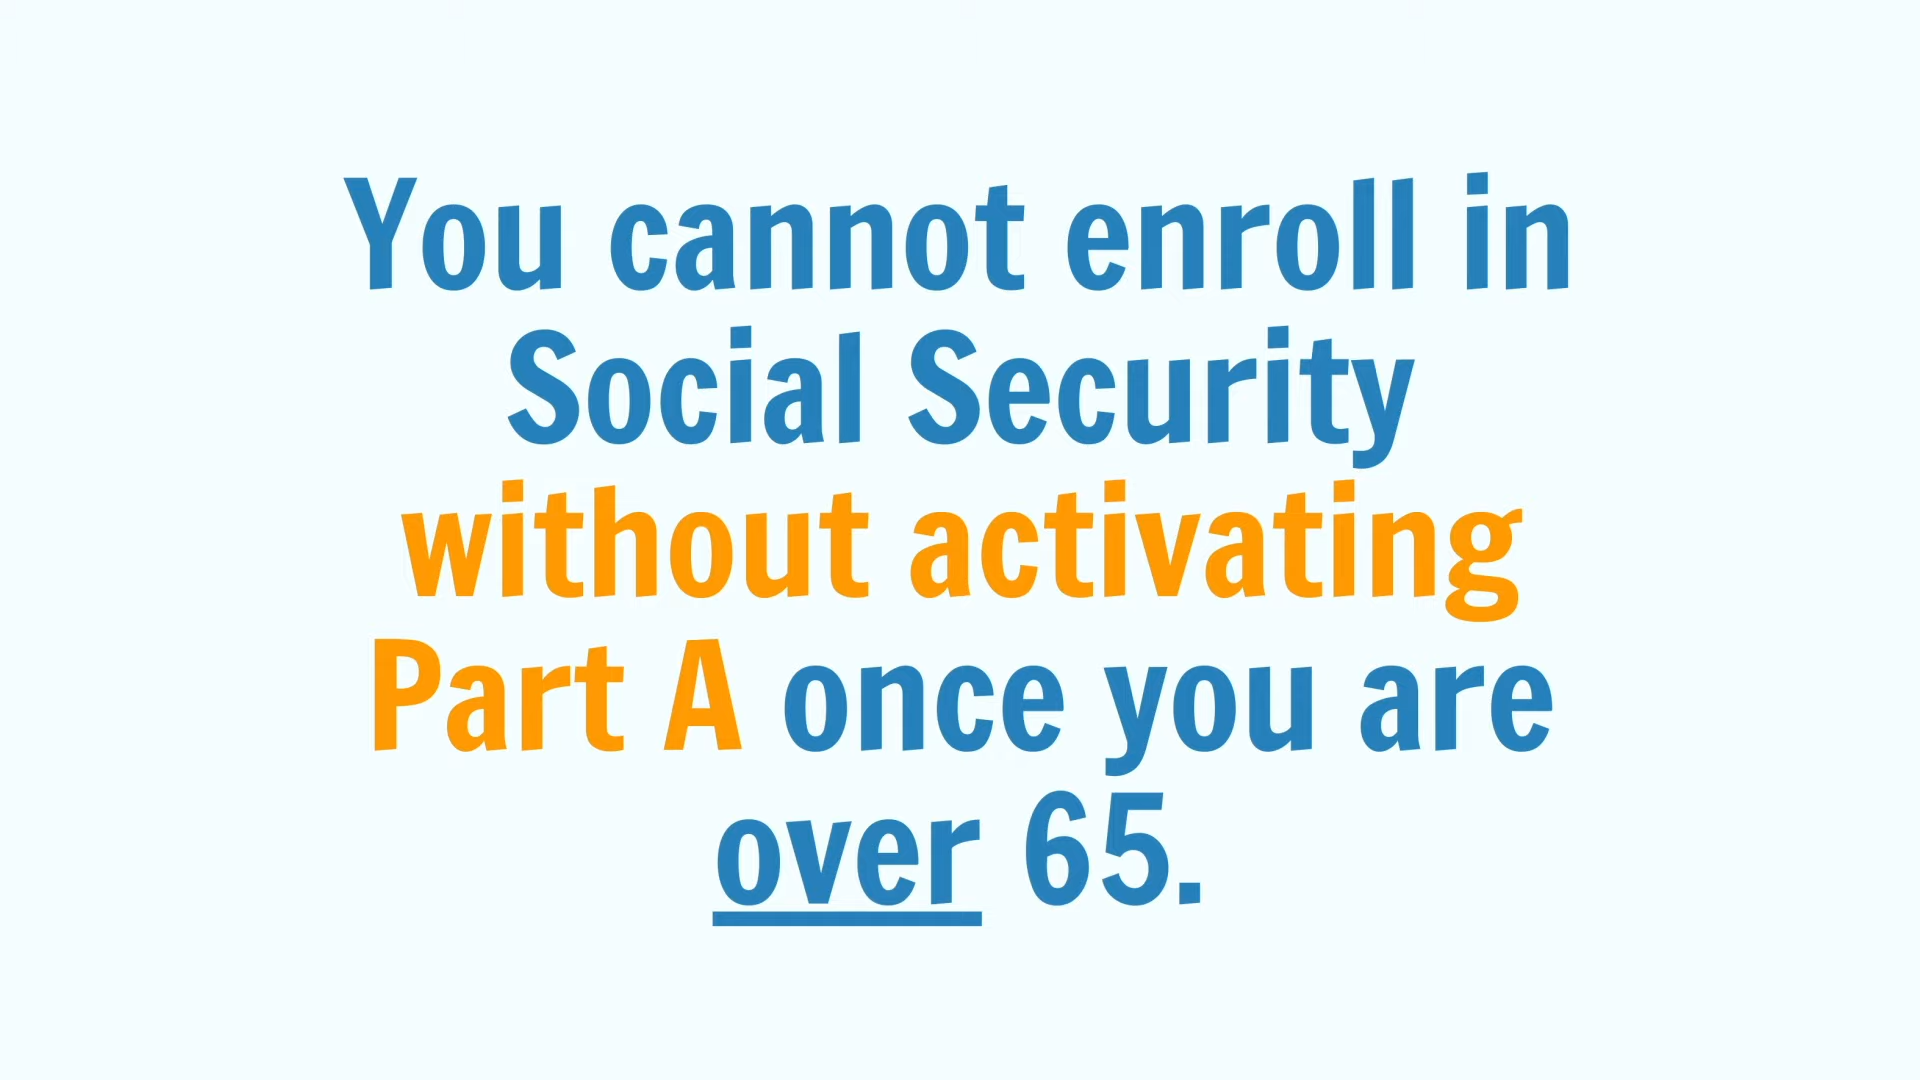 You cannot enroll in
Social Security
without activating
Part A once you are
over 65.